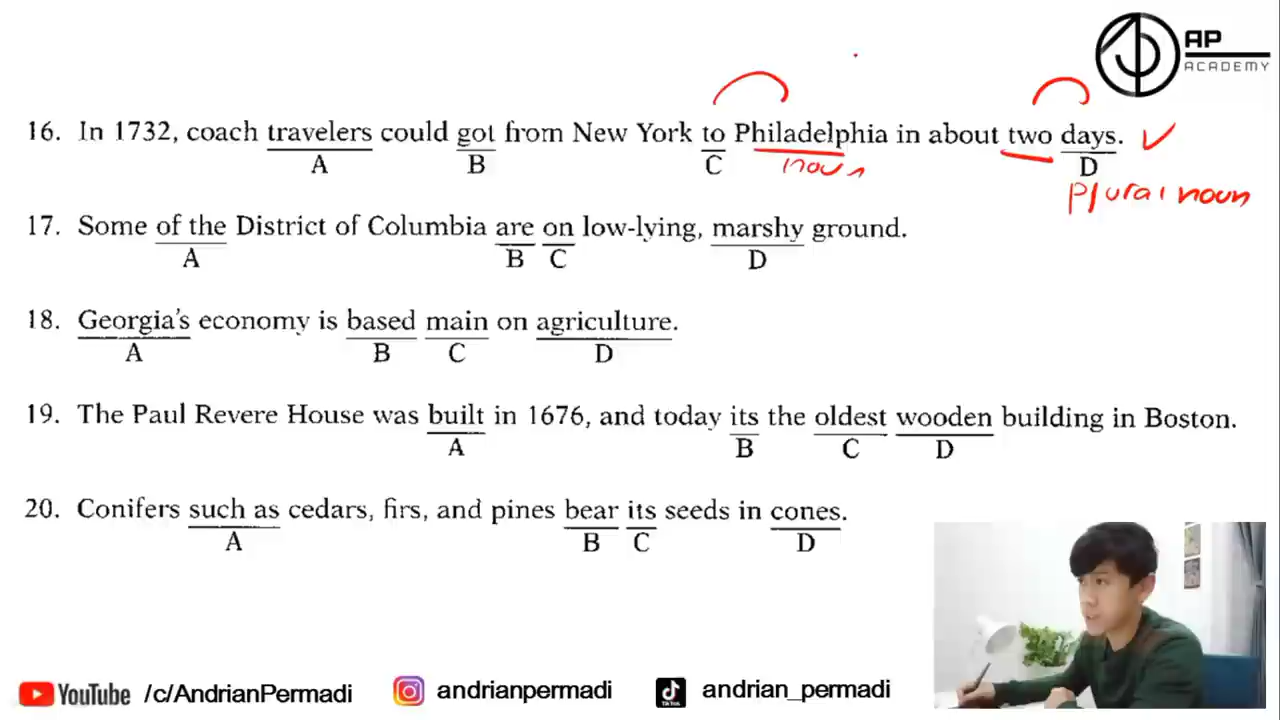 AP
ACADEMY
16. In 1732, coach travelers could got from New York to Philadelphia in about two days.
A B C D
noun
plural noun
17. Some of the District of Columbia are on low-lying, marshy ground.
A B C D
18. Georgia's economy is based main on agriculture.
A B C D
19. The Paul Revere House was built in 1676, and today its the oldest wooden building in Boston.
A B C D
20. Conifers such as cedars, firs, and pines bear its seeds in cones.
A B C D
YouTube /c/AndrianPermadi andrianpermadi TikTok andrian_permadi